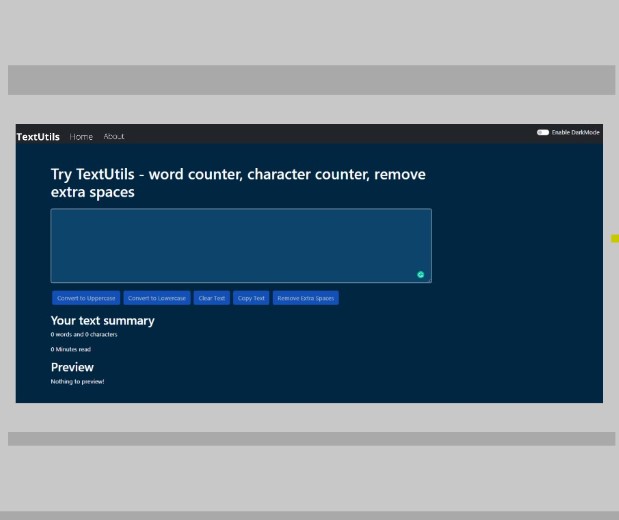 TextUtils Home About
Enable DarkMode
Try TextUtils - word counter, character counter, remove
extra spaces
Convert to Uppercase Convert to Lowercase Clear Text Copy Text Remove Extra Spaces
Your text summary
0 words and 0 characters
0 Minutes read
Preview
Nothing to preview!